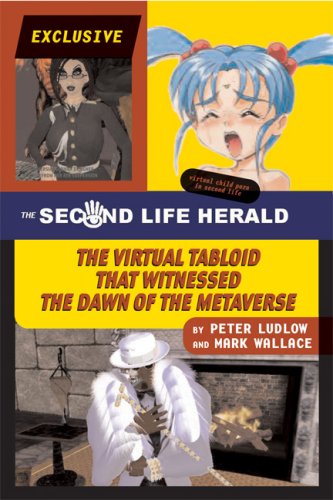 EXCLUSIVE
virtual child porn
in second life
THE SECOND LIFE HERALD
THE VIRTUAL TABLOID
THAT WITNESSED
THE DAWN OF THE METAVERSE
BY PETER LUDLOW
AND MARK WALLACE